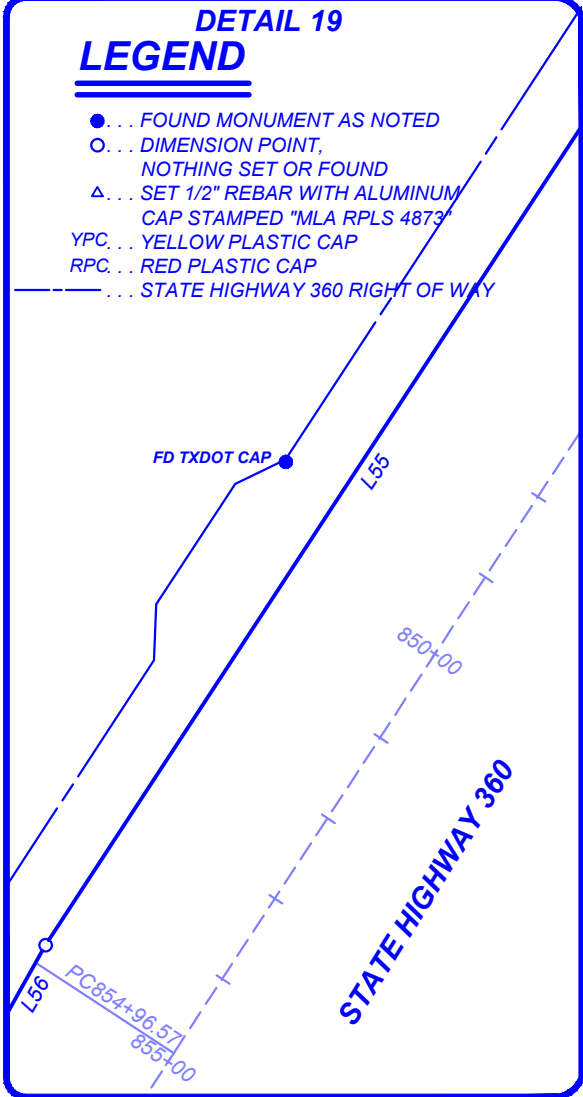 DETAIL 19
LEGEND
. . . FOUND MONUMENT AS NOTED
. . . DIMENSION POINT,
NOTHING SET OR FOUND
. . . SET 1/2" REBAR WITH ALUMINUM
CAP STAMPED "MLA RPLS 4873"
YPC. . . YELLOW PLASTIC CAP
RPC. . . RED PLASTIC CAP
. . . STATE HIGHWAY 360 RIGHT OF WAY
FD TXDOT CAP
L55
850+00
STATE HIGHWAY 360
L56
PC854+96.57
855+00